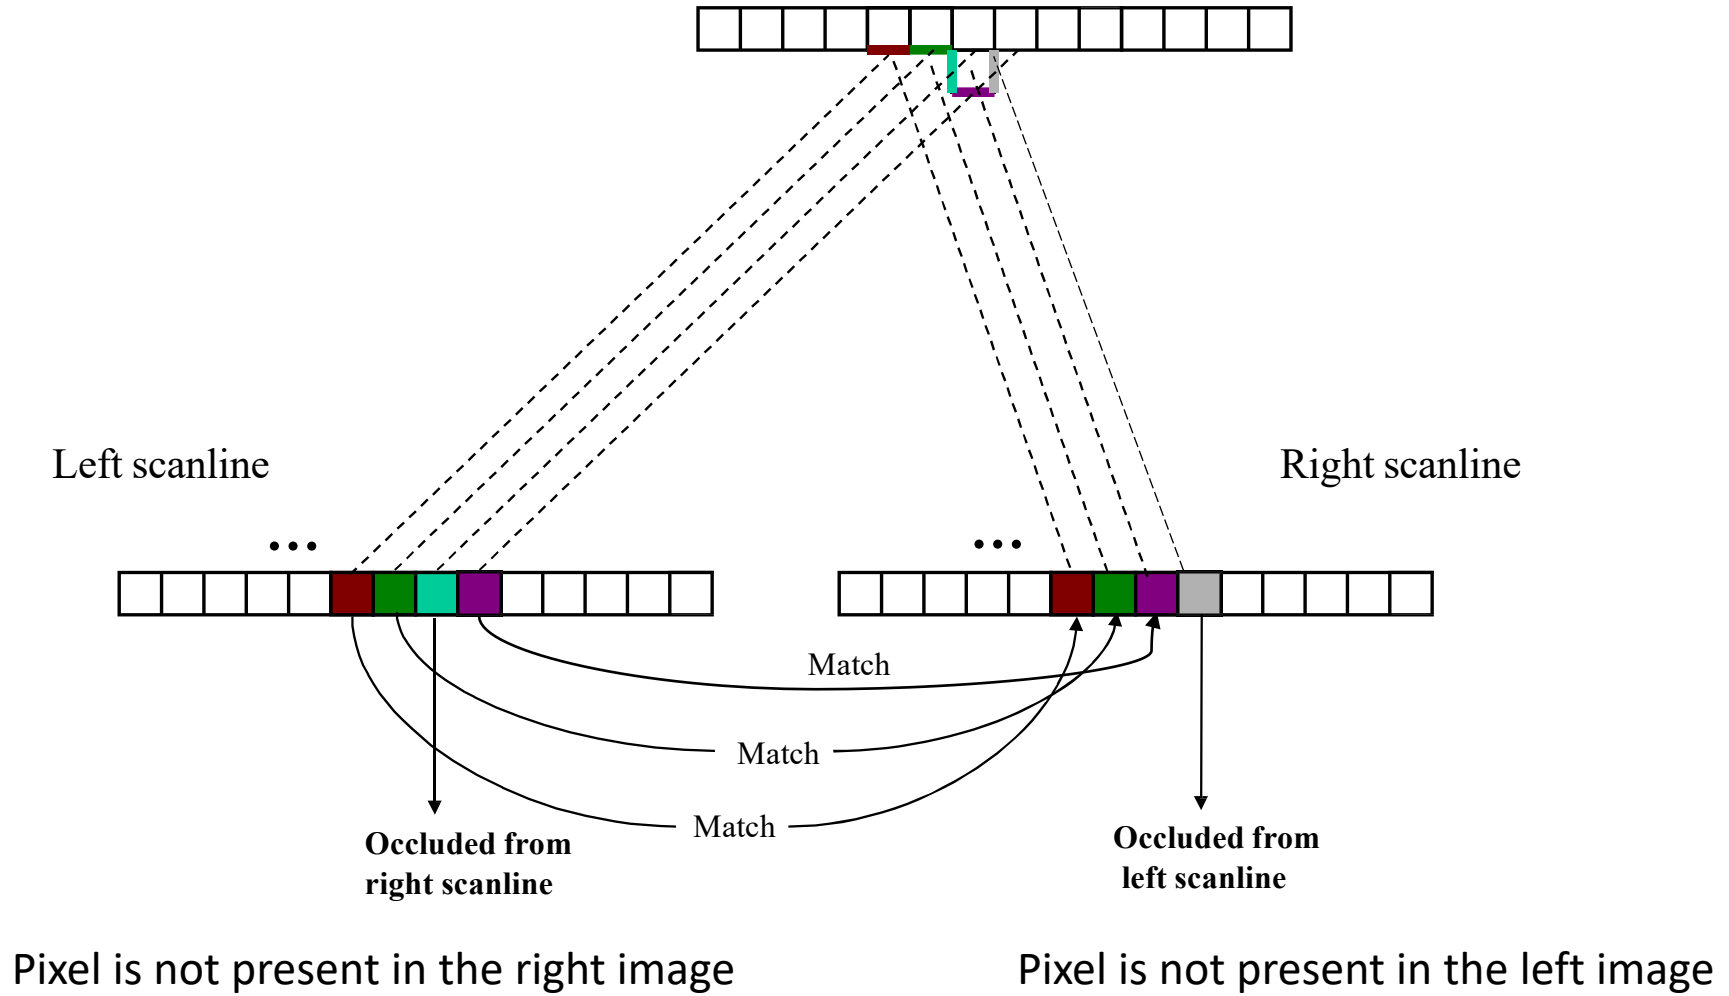 Left scanline
Right scanline
...
...
Match
Match
Match
Occluded from
right scanline
Occluded from
left scanline
Pixel is not present in the right image
Pixel is not present in the left image